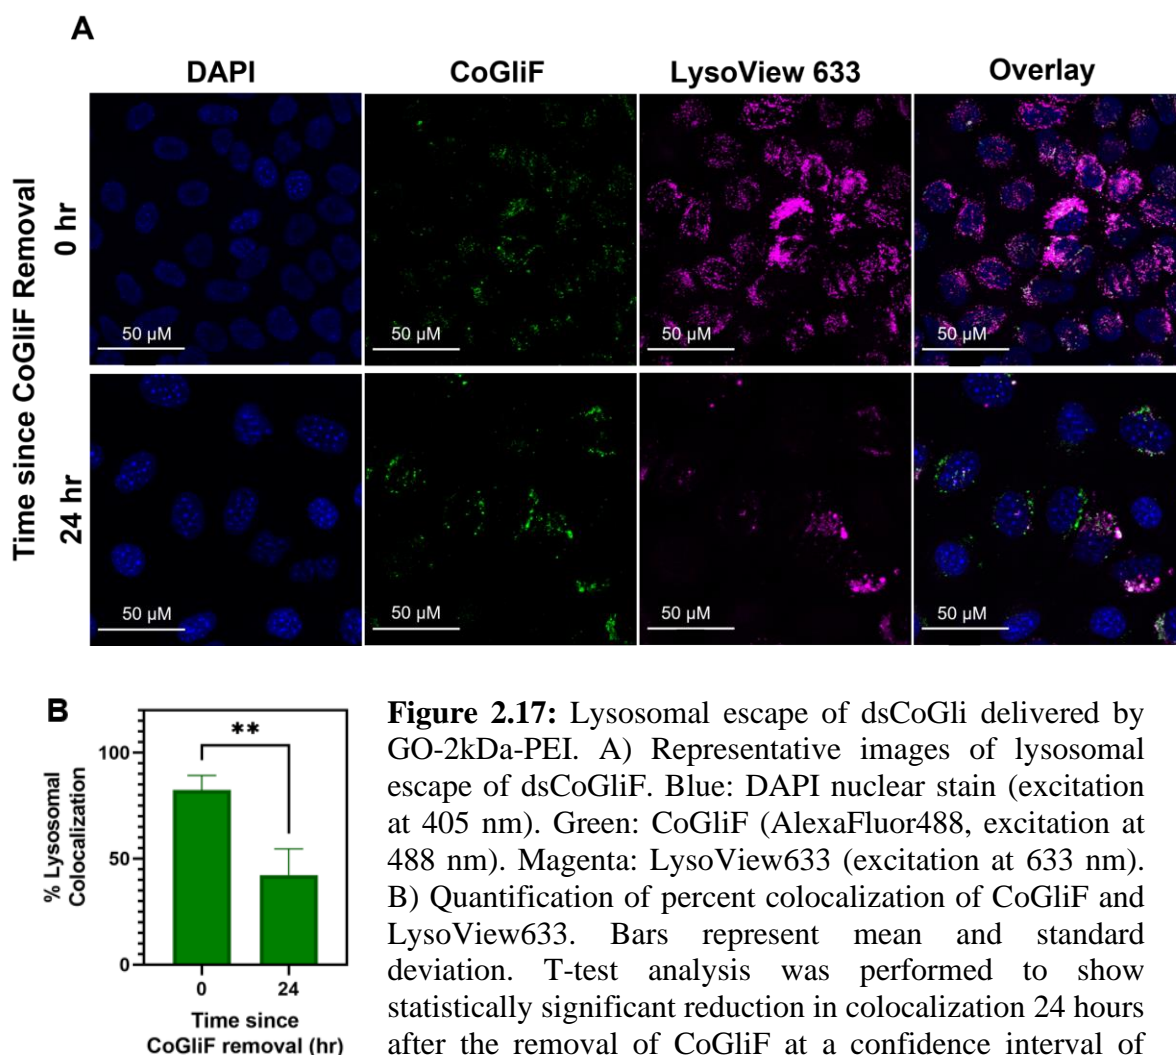 A
DAPI CoGliF LysoView 633 Overlay
Time since CoGliF Removal
0 hr
50 µM 50 µM 50 µM 50 µM
24 hr
50 µM 50 µM 50 µM 50 µM
B
**
% Lysosomal
Colocalization
100
50
0
0 24
Time since
CoGliF removal (hr)
Figure 2.17: Lysosomal escape of dsCoGli delivered by
GO-2kDa-PEI. A) Representative images of lysosomal
escape of dsCoGliF. Blue: DAPI nuclear stain (excitation
at 405 nm). Green: CoGliF (AlexaFluor488, excitation at
488 nm). Magenta: LysoView633 (excitation at 633 nm).
B) Quantification of percent colocalization of CoGliF and
LysoView633. Bars represent mean and standard
deviation. T-test analysis was performed to show
statistically significant reduction in colocalization 24 hours
after the removal of CoGliF at a confidence interval of